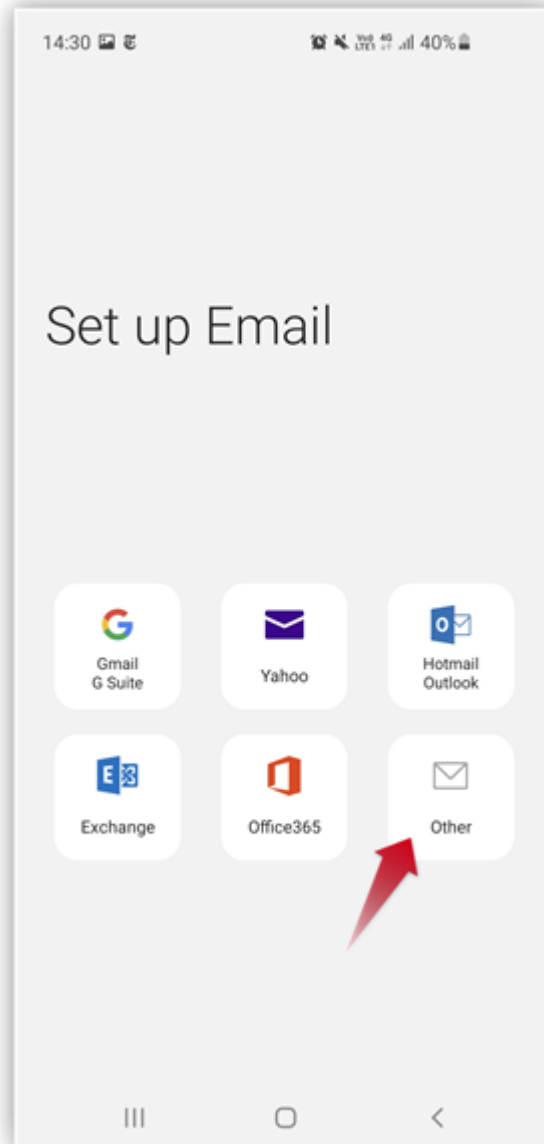 14:30 40%
Set up Email
Gmail
G Suite
Yahoo
Hotmail
Outlook
Exchange
Office365
Other